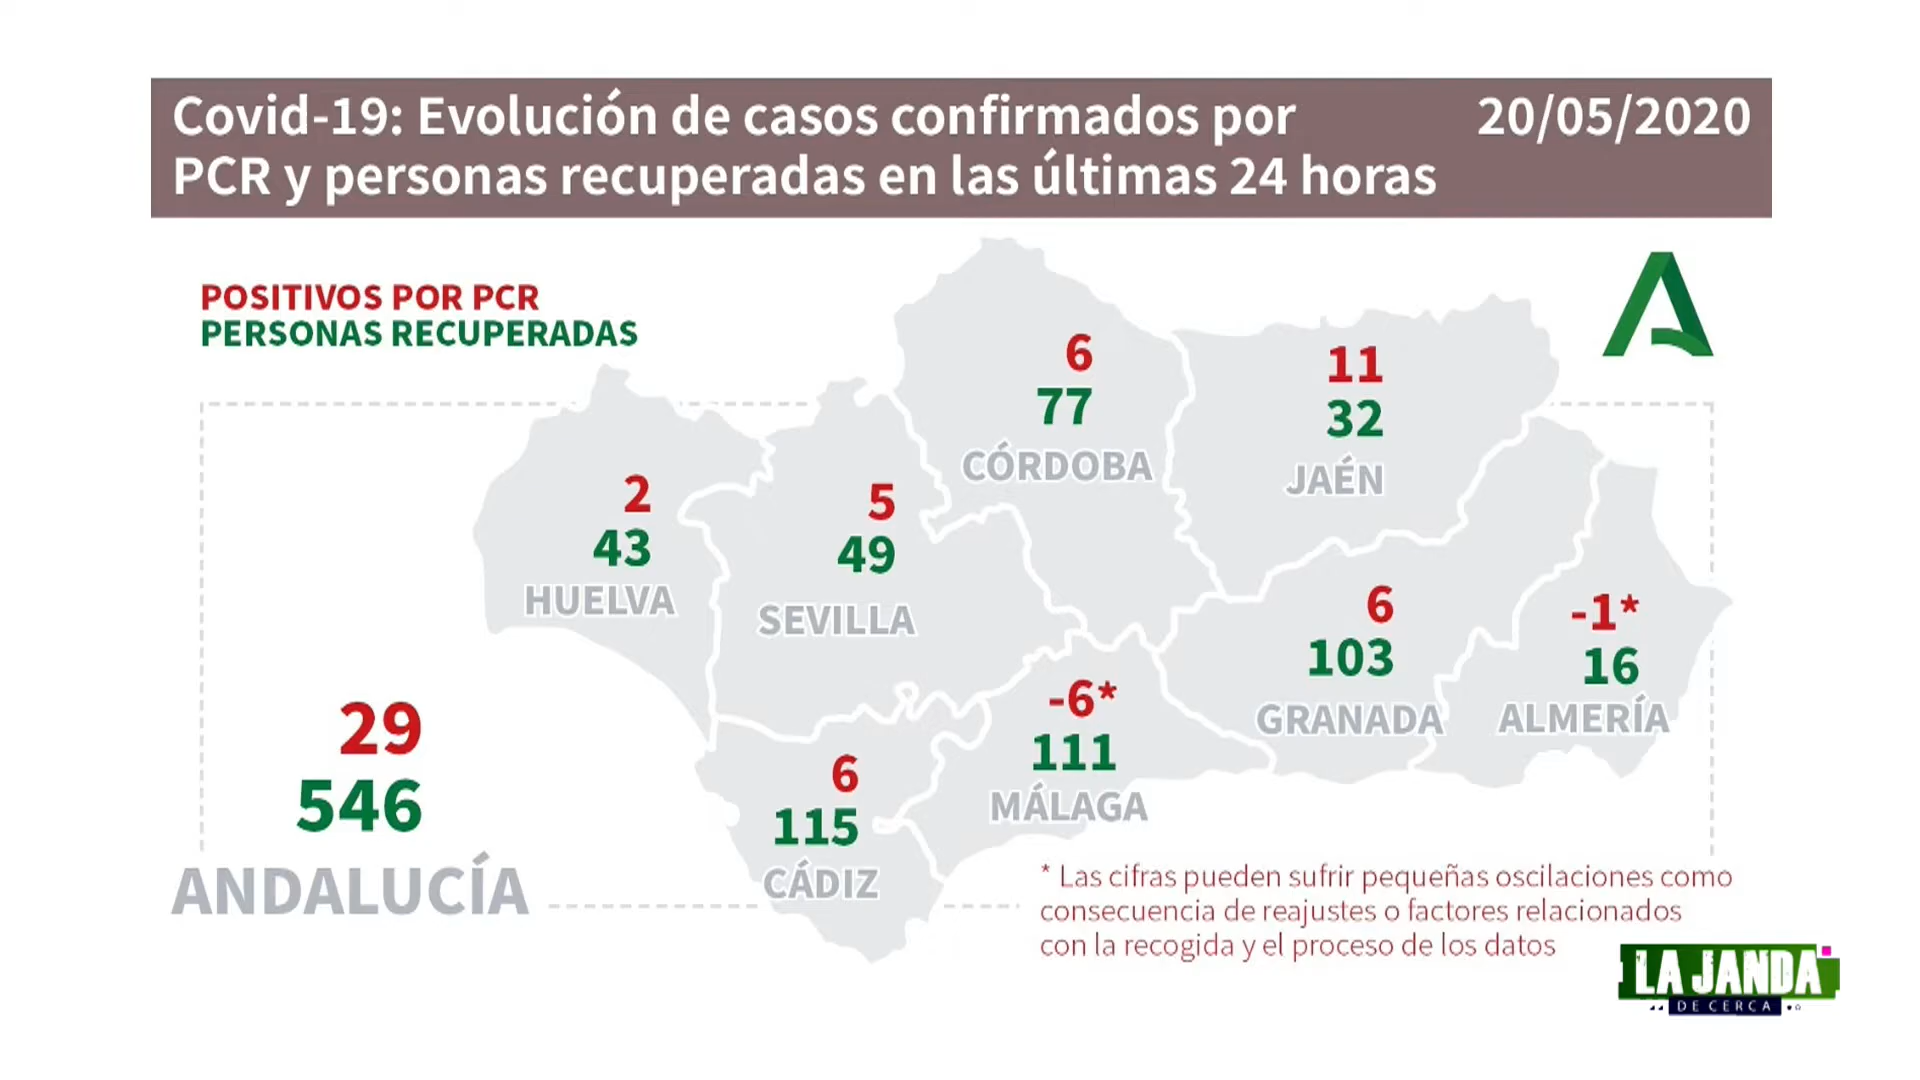 Covid-19: Evolución de casos confirmados por
PCR y personas recuperadas en las últimas 24 horas
20/05/2020
POSITIVOS POR PCR
PERSONAS RECUPERADAS
6
77
CÓRDOBA
11
32
JAÉN
2
43
HUELVA
5
49
SEVILLA
6
103
GRANADA
-1*
16
ALMERÍA
-6*
111
MÁLAGA
6
115
CÁDIZ
29
546
ANDALUCÍA
* Las cifras pueden sufrir pequeñas oscilaciones como
consecuencia de reajustes o factores relacionados
con la recogida y el proceso de los datos
LA JANDA
DE CERCA